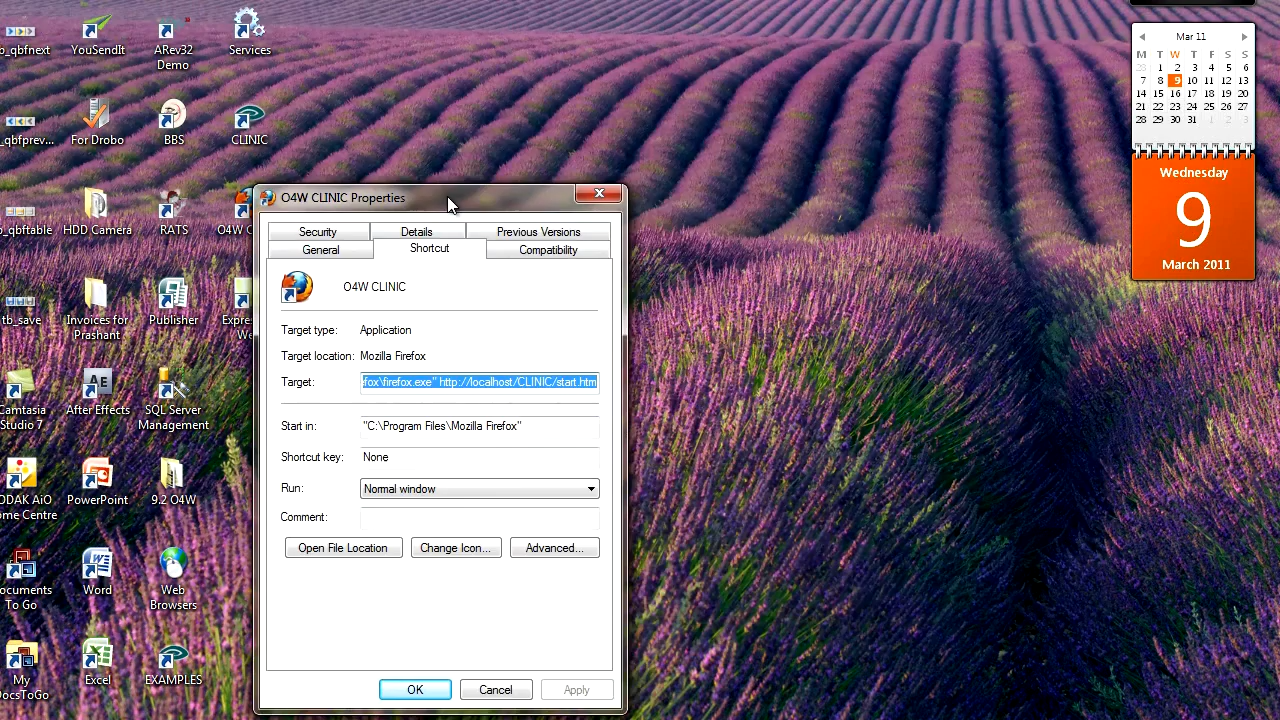 b_qbfnext
YouSendIt
ARev32
Demo
Services
_qbfprev...
For Drobo
BBS
CLINIC
b_qbftable
HDD Camera
RATS
O4W C
tb_save
Invoices for
Prashant
Publisher
Expre
We
Camtasia
Studio 7
After Effects
SQL Server
Management
ODAK AiO
ome Centre
PowerPoint
9.2 O4W
ocuments
To Go
Word
Web
Browsers
My
DocsToGo
Excel
EXAMPLES
O4W CLINIC Properties
Security
Details
Previous Versions
General
Shortcut
Compatibility
O4W CLINIC
Target type: Application
Target location: Mozilla Firefox
Target: fox\firefox.exe" http://localhost/CLINIC/start.htm
Start in: "C:\Program Files\Mozilla Firefox"
Shortcut key: None
Run: Normal window
Comment:
Open File Location
Change Icon...
Advanced...
OK
Cancel
Apply
Mar 11
M T W T F S S
28 1 2 3 4 5 6
7 8 9 10 11 12 13
14 15 16 17 18 19 20
21 22 23 24 25 26 27
28 29 30 31 1 2 3
Wednesday
9
March 2011